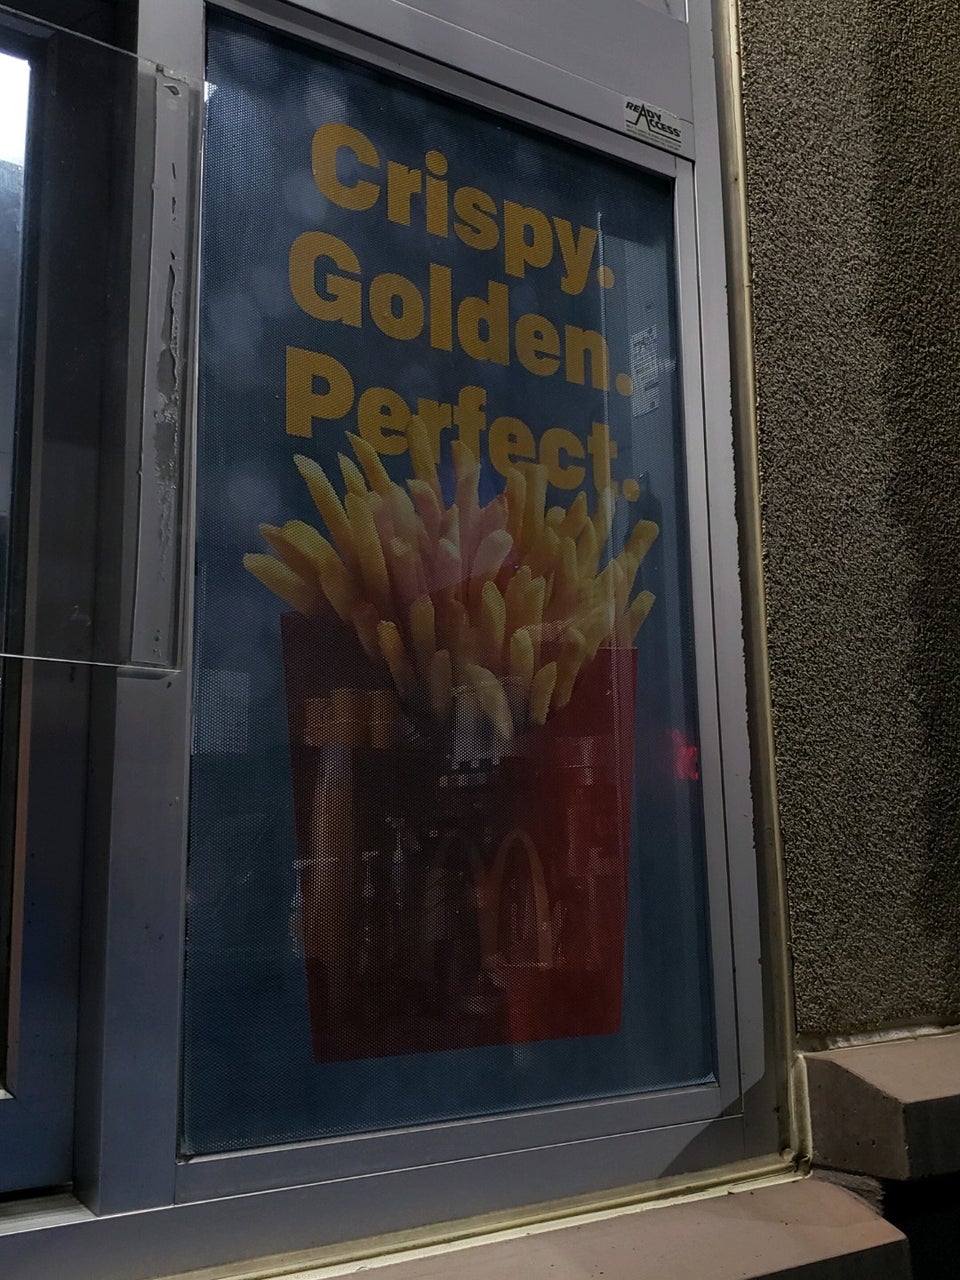 READY
ACCESS
Crispy.
Golden.
Perfect.